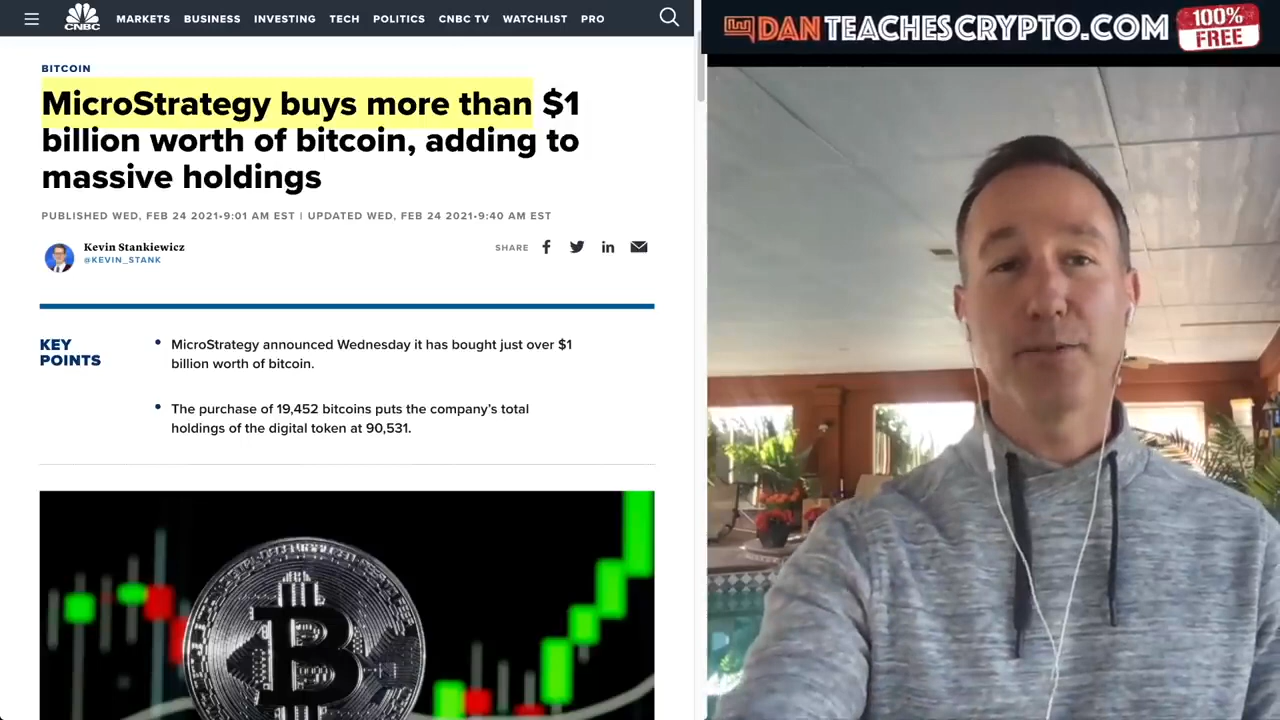 CNBC
MARKETS BUSINESS INVESTING TECH POLITICS CNBC TV WATCHLIST PRO
DANTEACHESCRYPTO.COM
100%
FREE
BITCOIN
MicroStrategy buys more than $1
billion worth of bitcoin, adding to
massive holdings
PUBLISHED WED, FEB 24 2021•9:01 AM EST | UPDATED WED, FEB 24 2021•9:40 AM EST
Kevin Stankiewicz
@KEVIN_STANK
SHARE
KEY
POINTS
• MicroStrategy announced Wednesday it has bought just over $1
billion worth of bitcoin.
• The purchase of 19,452 bitcoins puts the company's total
holdings of the digital token at 90,531.